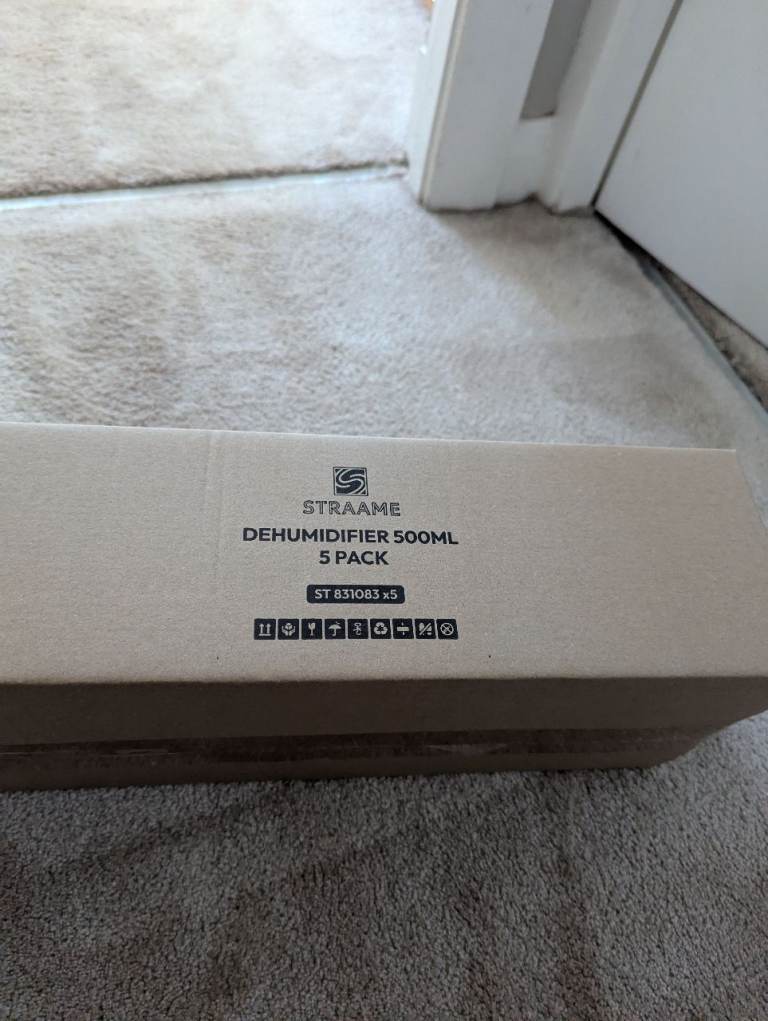 STRAAME
DEHUMIDIFIER 500ML
5 PACK
ST 831083 x5